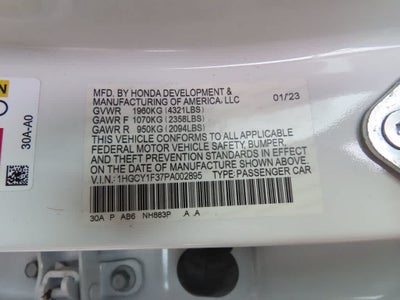 MFD. BY HONDA DEVELOPMENT &
MANUFACTURING OF AMERICA, LLC 01/23
GVWR 1960KG (4321LBS)
GAWR F 1070KG (2358LBS)
GAWR R 950KG (2094LBS)
THIS VEHICLE CONFORMS TO ALL APPLICABLE
FEDERAL MOTOR VEHICLE SAFETY, BUMPER,
AND THEFT PREVENTION STANDARDS IN EFFECT
ON THE DATE OF MANUFACTURE SHOWN ABOVE.
V.I.N.: 1HGCY1F37PA002895 TYPE PASSENGER CAR
30A P AB6 NH883P A A
30A-A0